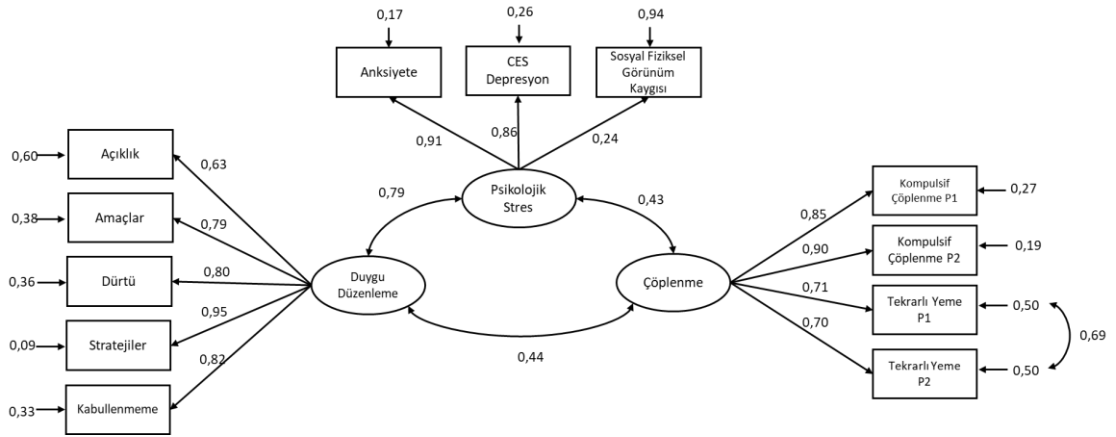 0,17
0,26
0,94
Anksiyete
CES
Depresyon
Sosyal Fiziksel
Görünüm
Kaygısı
0,91
0,86
0,24
0,60
Açıklık
0,63
Psikolojik
Stres
0,79
0,43
0,38
Amaçlar
0,79
0,36
Dürtü
0,80
Duygu
Düzenleme
Çöplenme
0,95
0,09
Stratejiler
0,82
0,44
0,33
Kabullenmeme
0,85
Kompulsif
Çöplenme P1
0,27
0,90
Kompulsif
Çöplenme P2
0,19
0,71
Tekrarlı Yeme
P1
0,50
0,69
0,70
Tekrarlı Yeme
P2
0,50